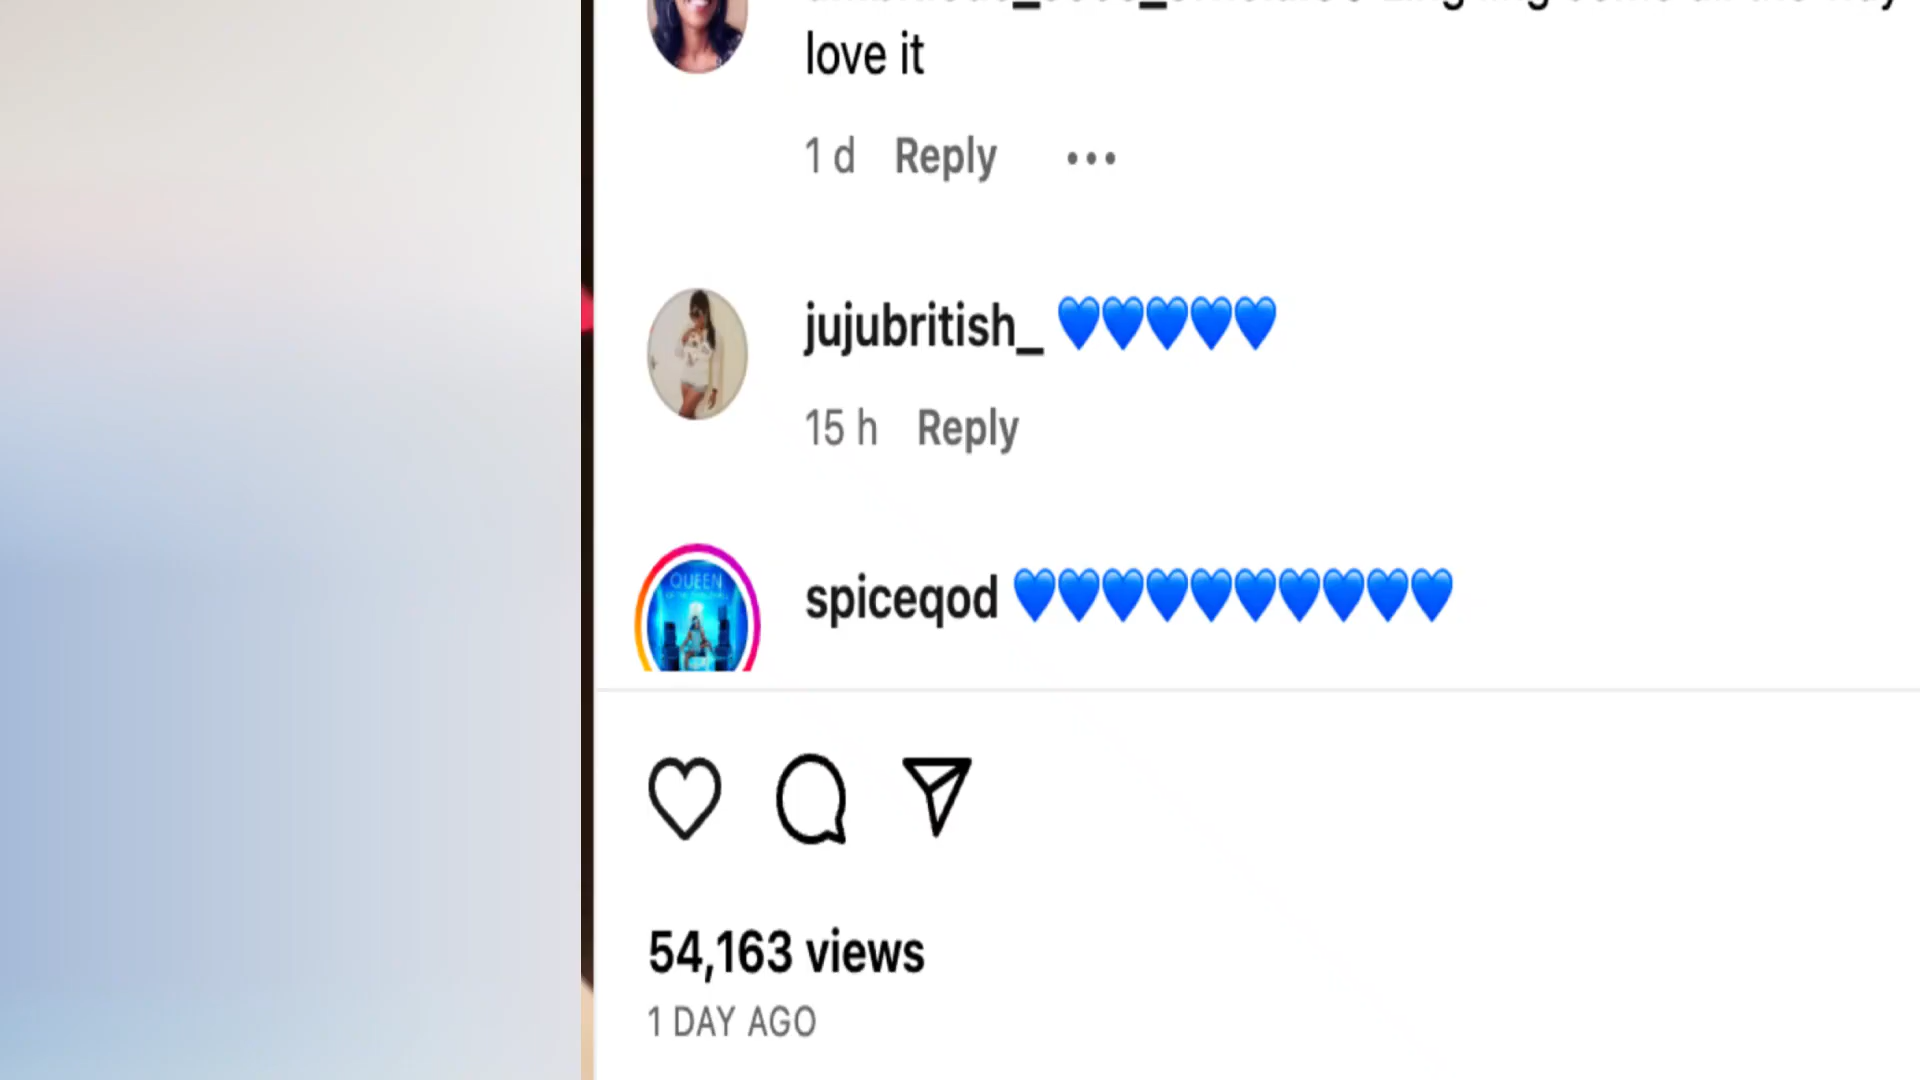 love it
1 d Reply •••
jujubritish_ 💙💙💙💙💙
15 h Reply
QUEEN
spiceqod 💙💙💙💙💙💙💙💙💙💙
54,163 views
1 DAY AGO